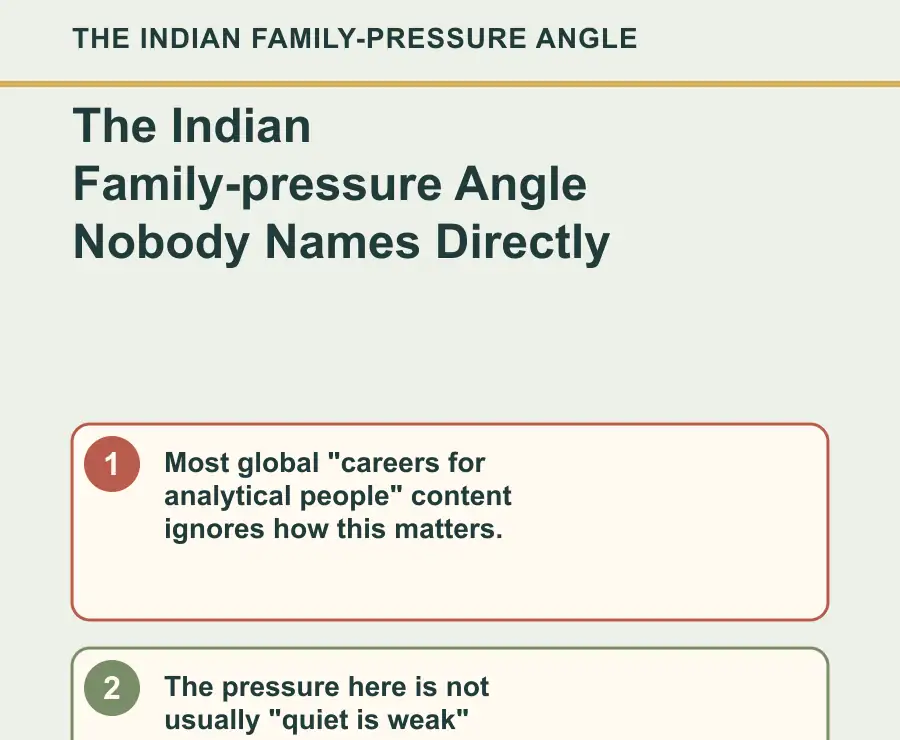 THE INDIAN FAMILY-PRESSURE ANGLE
The Indian
Family-pressure Angle
Nobody Names Directly
1
Most global "careers for
analytical people" content
ignores how this matters.
2
The pressure here is not
usually "quiet is weak"